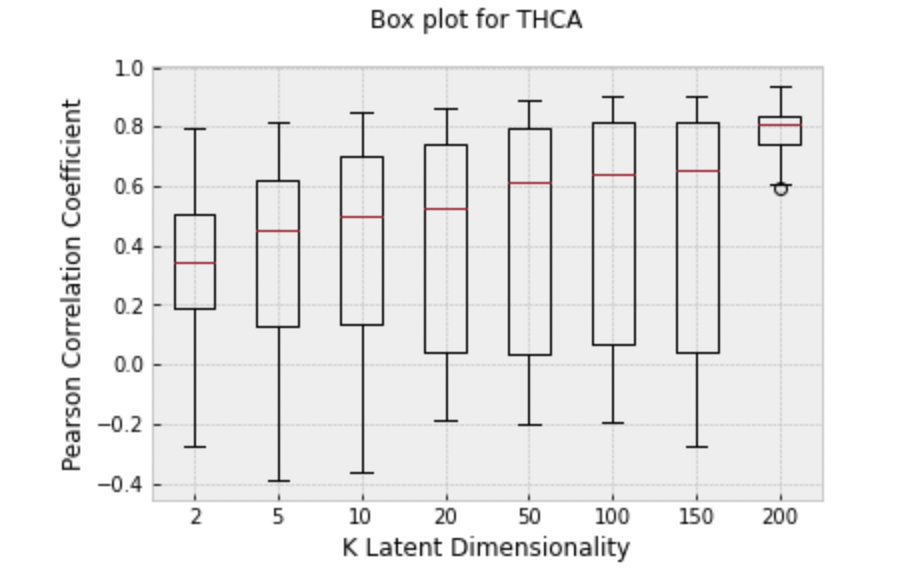 Box plot for THCA
1.0
0.8
0.6
0.4
0.2
0.0
−0.2
−0.4
Pearson Correlation Coefficient
2 5 10 20 50 100 150 200
K Latent Dimensionality